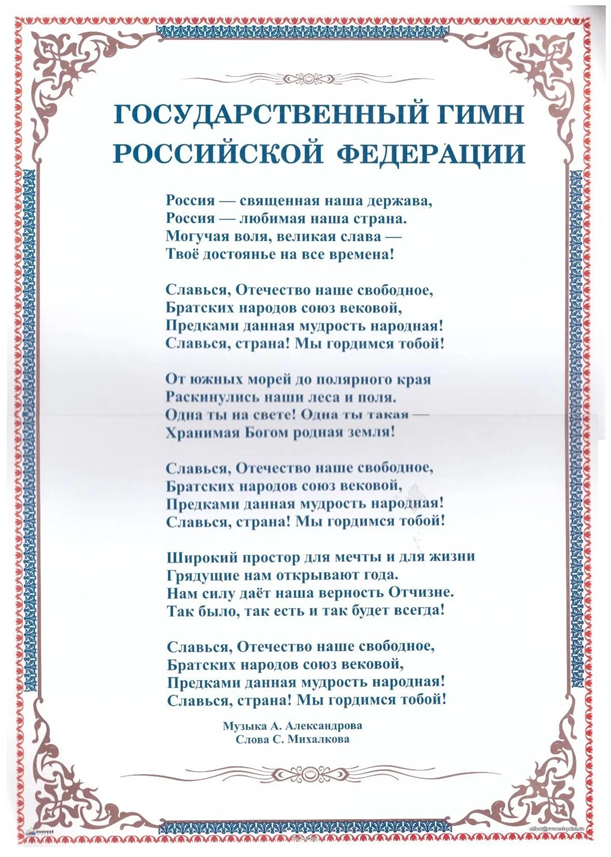 ГОСУДАРСТВЕННЫЙ ГИМН
РОССИЙСКОЙ ФЕДЕРАЦИИ
Россия — священная наша держава,
Россия — любимая наша страна.
Могучая воля, великая слава —
Твоё достоянье на все времена!
Славься, Отечество наше свободное,
Братских народов союз вековой,
Предками данная мудрость народная!
Славься, страна! Мы гордимся тобой!
От южных морей до полярного края
Раскинулись наши леса и поля.
Одна ты на свете! Одна ты такая —
Хранимая Богом родная земля!
Славься, Отечество наше свободное,
Братских народов союз вековой,
Предками данная мудрость народная!
Славься, страна! Мы гордимся тобой!
Широкий простор для мечты и для жизни
Грядущие нам открывают года.
Нам силу даёт наша верность Отчизне.
Так было, так есть и так будет всегда!
Славься, Отечество наше свободное,
Братских народов союз вековой,
Предками данная мудрость народная!
Славься, страна! Мы гордимся тобой!
Музыка А. Александрова
Слова С. Михалкова